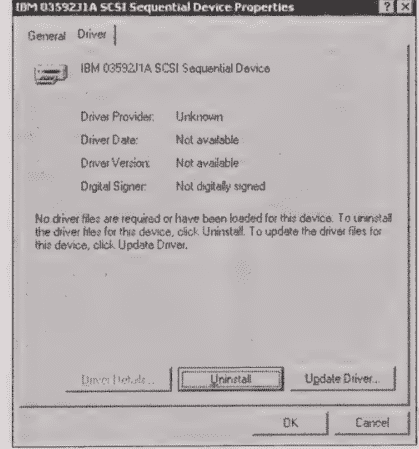 IBM 03592J1A SCSI Sequential Device Properties ? ×
General Driver
IBM 03592J1A SCSI Sequential Device
Driver Provider: Unknown
Driver Date: Not available
Driver Version: Not available
Digital Signer: Not digitally signed
No driver files are required or have been loaded for this device. To uninstall
the driver files for this device, click Uninstall. To update the driver files for
this device, click Update Driver.
Driver Details... Uninstall Update Driver...
OK Cancel